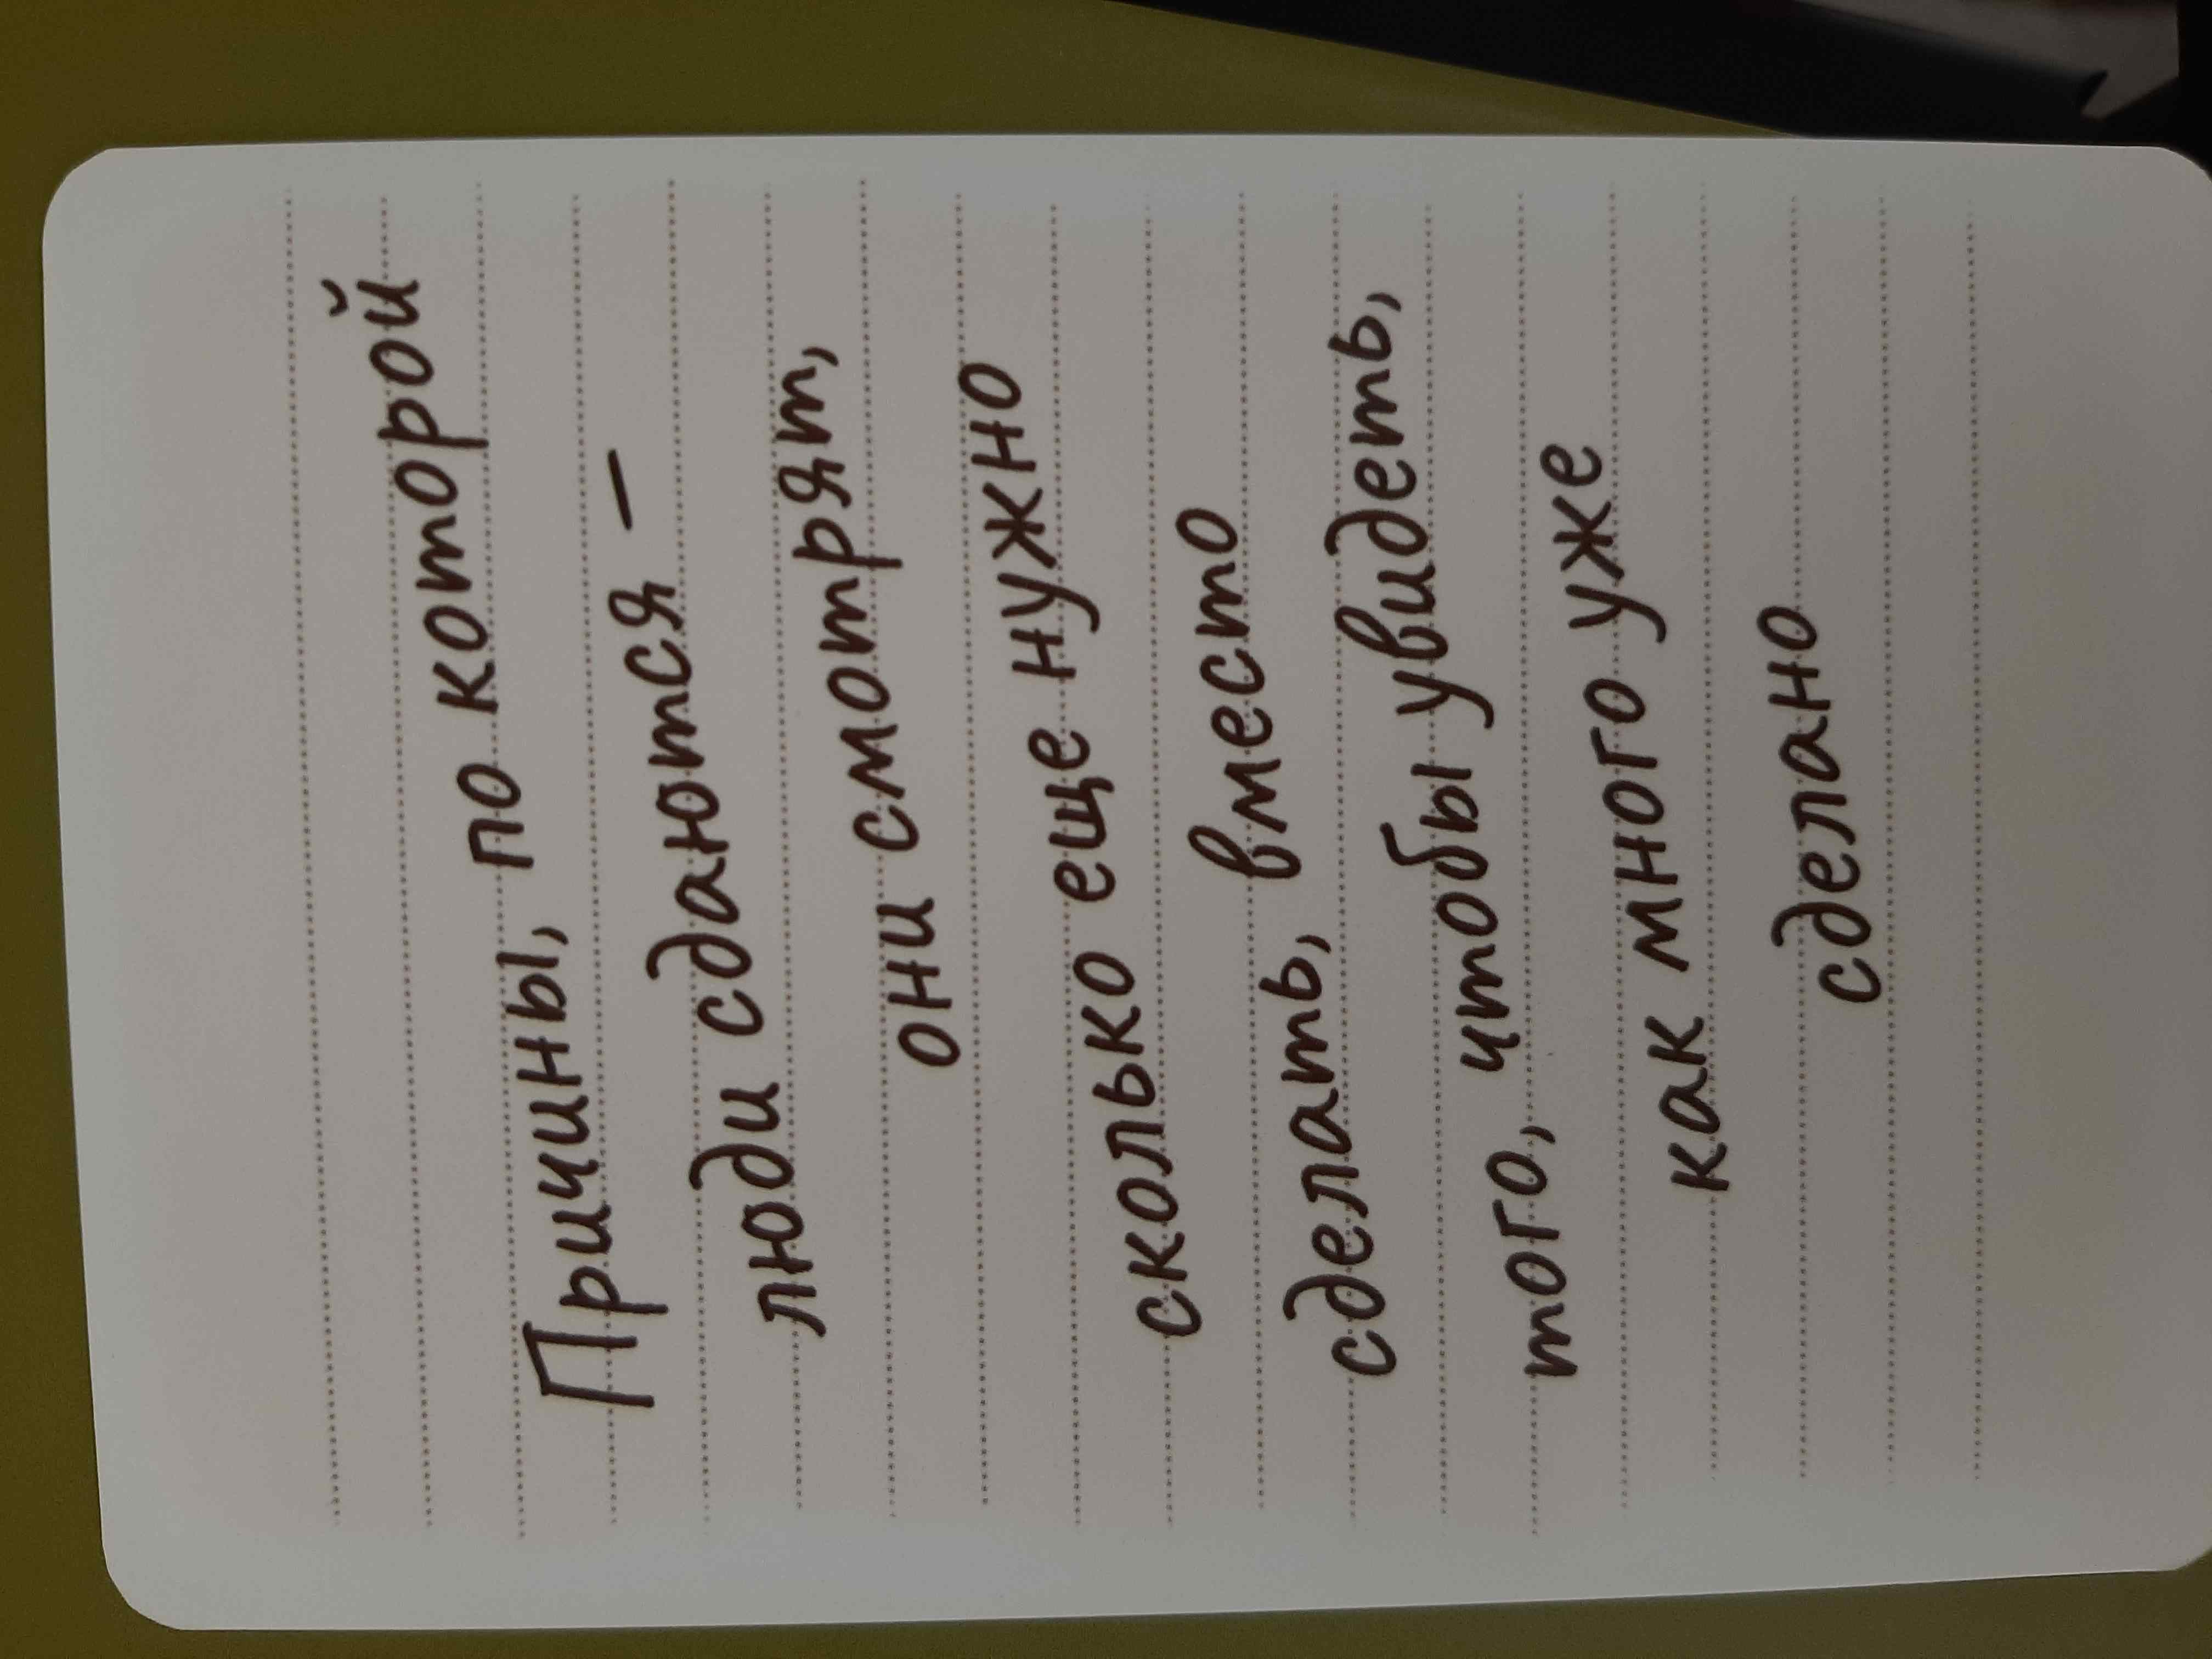 Причины, по которой
люди сдаются –
они смотрят,
сколько еще нужно
сделать, вместо
того, чтобы увидеть,
как много уже
сделано